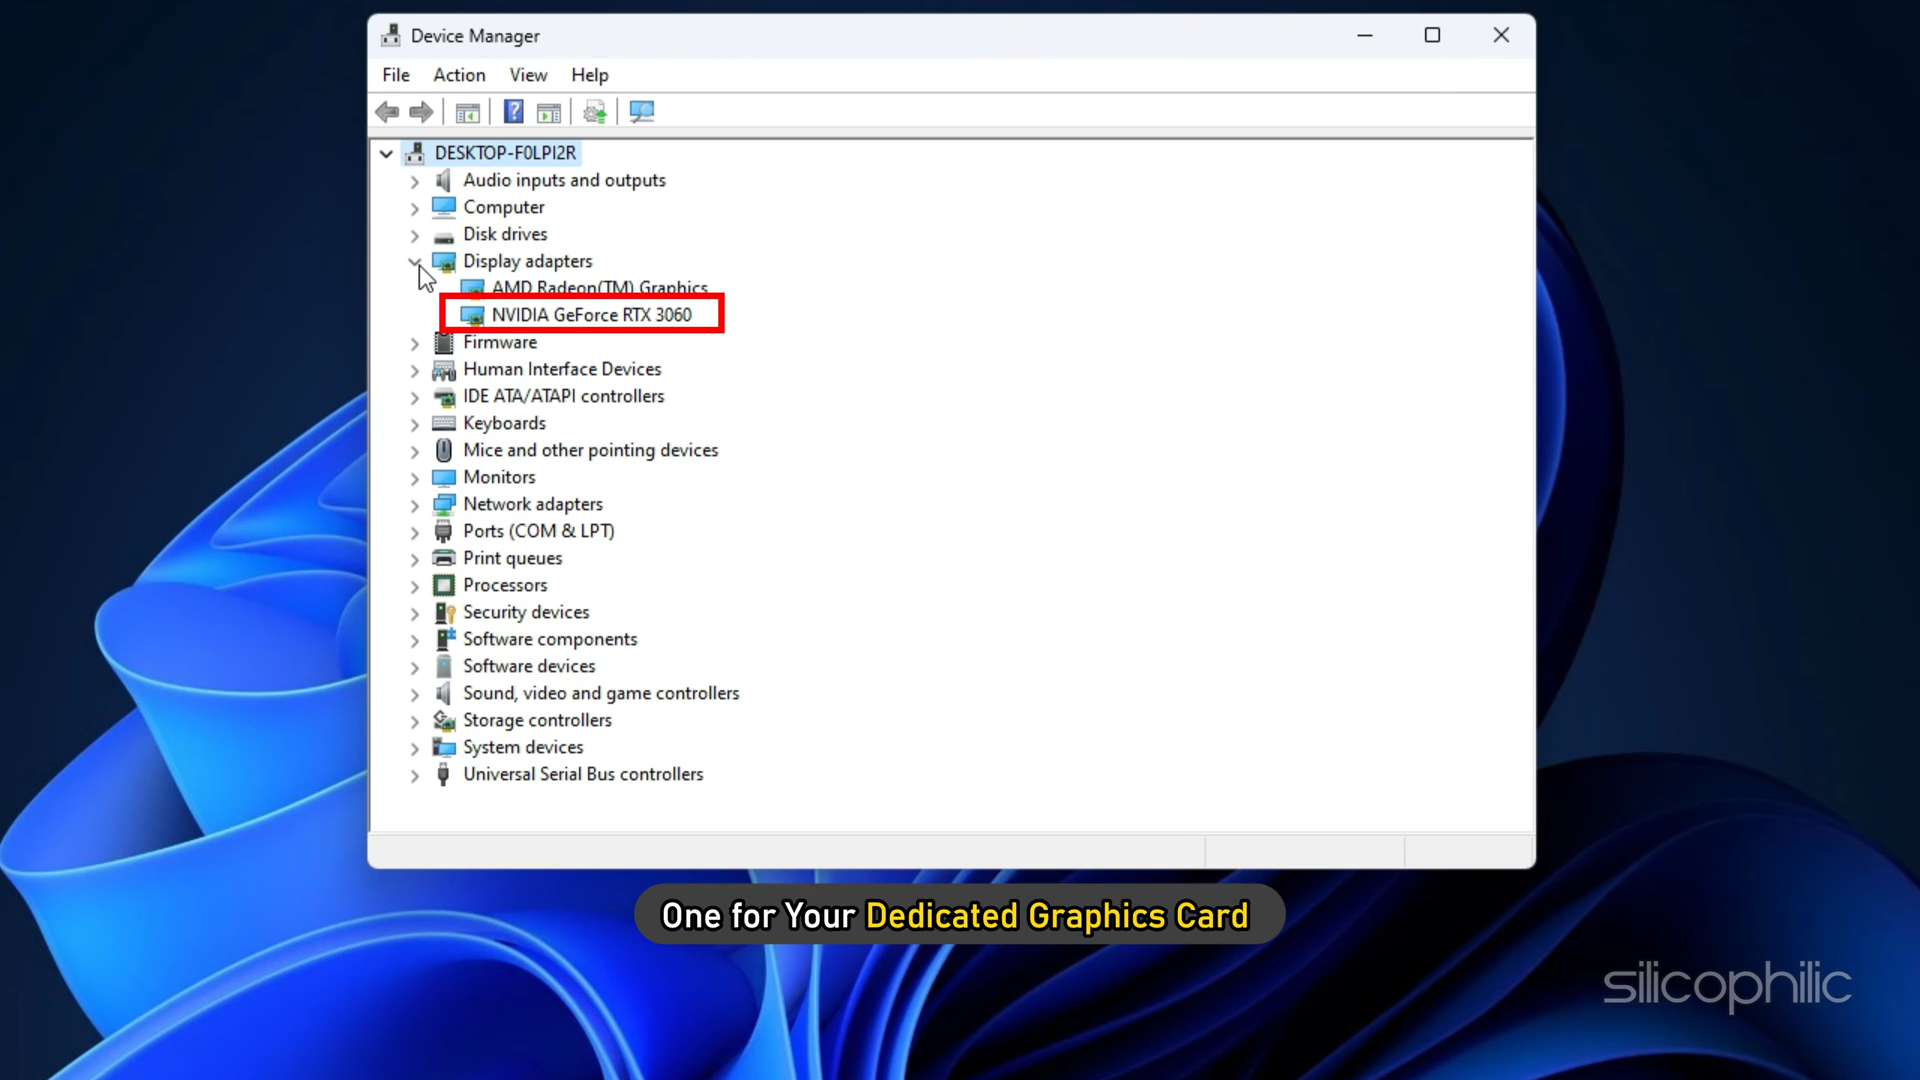 Device Manager
File Action View Help
DESKTOP-F0LPI2R
Audio inputs and outputs
Computer
Disk drives
Display adapters
AMD Radeon(TM) Graphics
NVIDIA GeForce RTX 3060
Firmware
Human Interface Devices
IDE ATA/ATAPI controllers
Keyboards
Mice and other pointing devices
Monitors
Network adapters
Ports (COM & LPT)
Print queues
Processors
Security devices
Software components
Software devices
Sound, video and game controllers
Storage controllers
System devices
Universal Serial Bus controllers
One for Your Dedicated Graphics Card
silicophilic